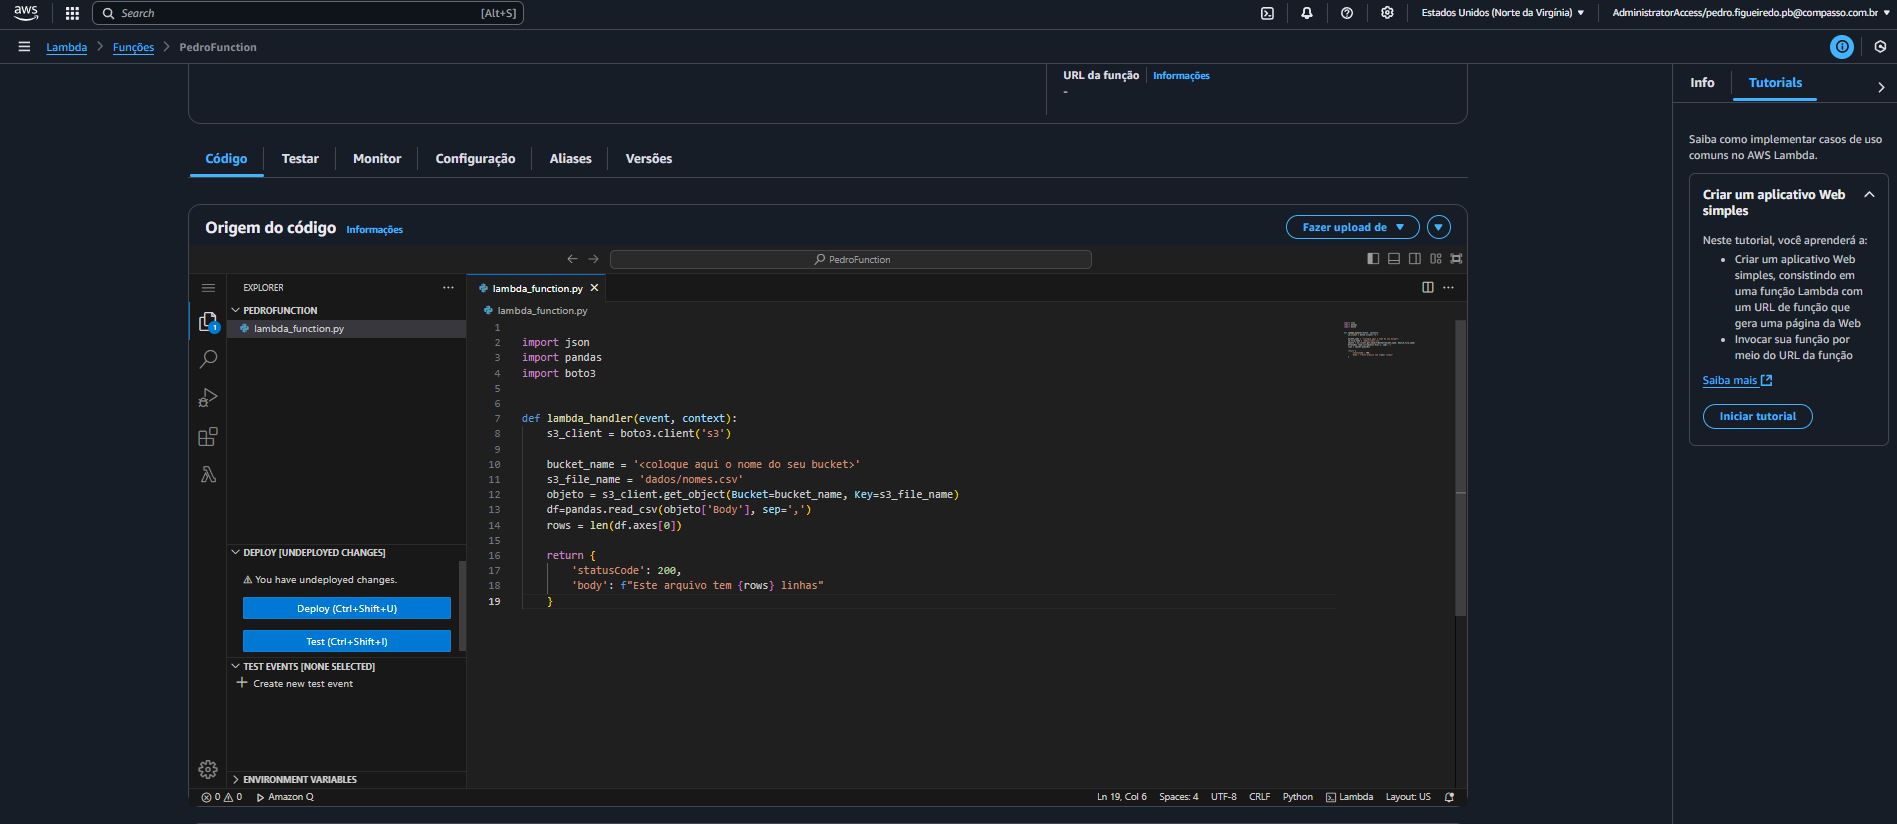 aws
Search
[Alt+S]
Estados Unidos (Norte da Virgínia)
AdministratorAccess/pedro.figueiredo.pb@compasso.com.br
Lambda > Funções > PedroFunction
URL da função
Informações
-
Info
Tutorials
Saiba como implementar casos de uso
comuns no AWS Lambda.
Criar um aplicativo Web
simples
Neste tutorial, você aprenderá a:
• Criar um aplicativo Web
simples, consistindo em
uma função Lambda com
um URL de função que
gera uma página da Web
• Invocar sua função por
meio do URL da função
Saiba mais
Iniciar tutorial
Código
Testar
Monitor
Configuração
Aliases
Versões
Origem do código
Informações
Fazer upload de
PedroFunction
EXPLORER
PEDROFUNCTION
lambda_function.py
1
DEPLOY [UNDEPLOYED CHANGES]
You have undeployed changes.
Deploy (Ctrl+Shift+U)
Test (Ctrl+Shift+I)
TEST EVENTS [NONE SELECTED]
Create new test event
ENVIRONMENT VARIABLES
lambda_function.py
lambda_function.py
1
2 import json
3 import pandas
4 import boto3
5
6
7 def lambda_handler(event, context):
8 s3_client = boto3.client('s3')
9
10 bucket_name = '<coloque aqui o nome do seu bucket>'
11 s3_file_name = 'dados/nomes.csv'
12 objeto = s3_client.get_object(Bucket=bucket_name, Key=s3_file_name)
13 df=pandas.read_csv(objeto['Body'], sep=',')
14 rows = len(df.axes[0])
15
16 return {
17 'statusCode': 200,
18 'body': f"Este arquivo tem {rows} linhas"
19 }
0 0 Amazon Q
Ln 19, Col 6 Spaces: 4 UTF-8 CRLF Python Lambda Layout: US